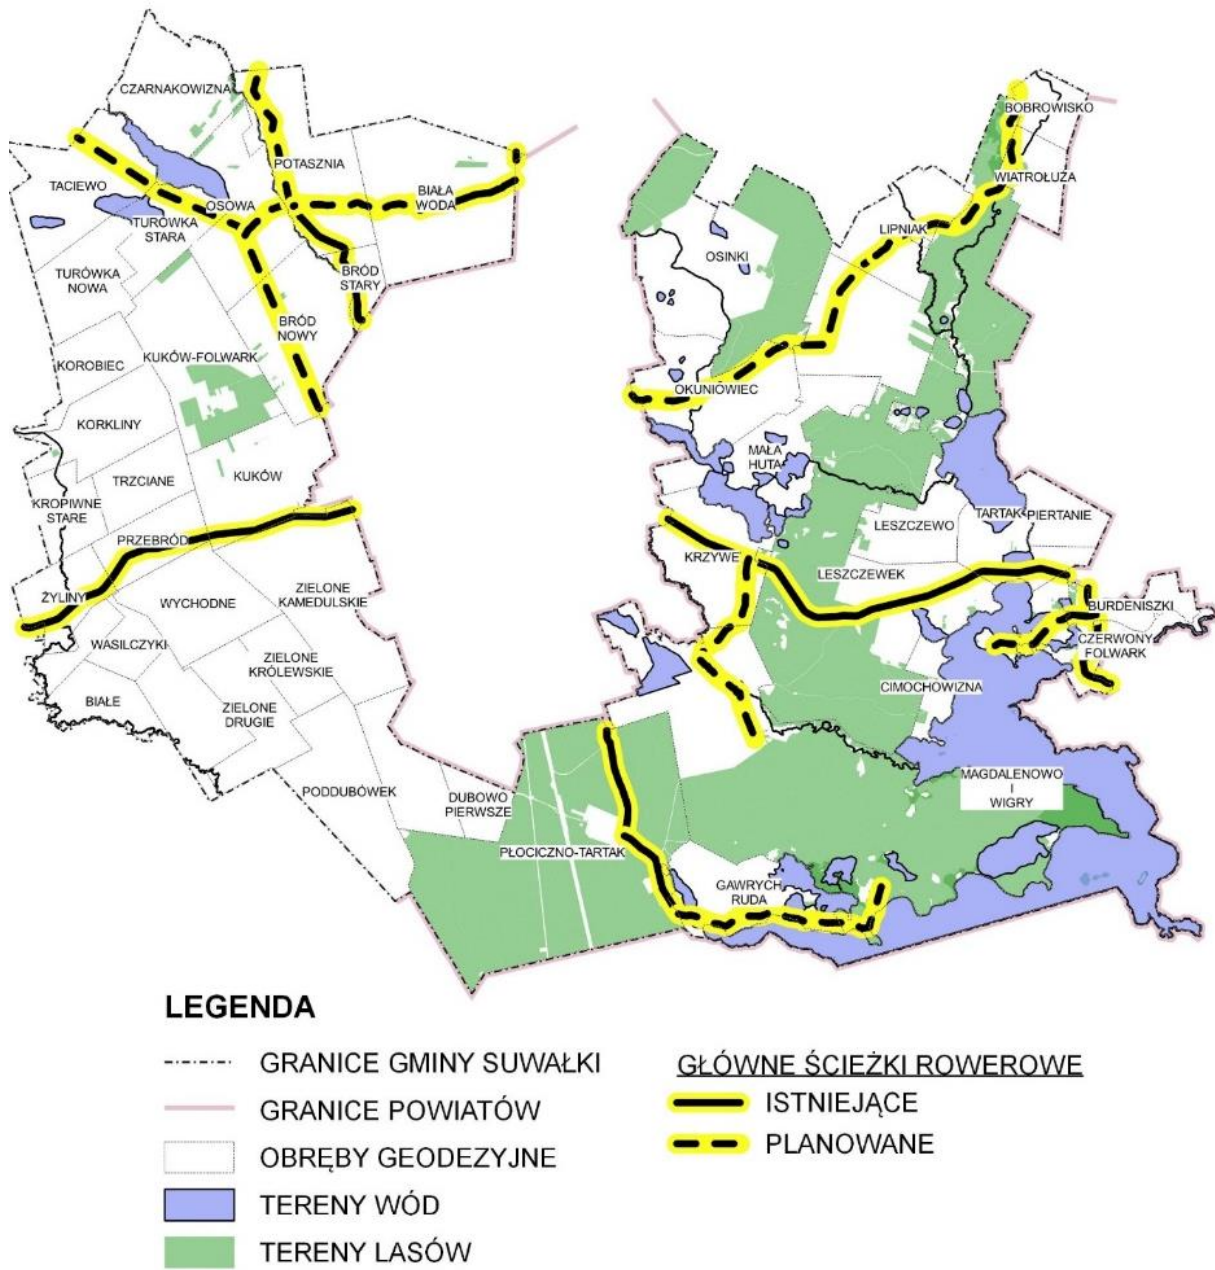 CZARNAKOWIZNA
BOBROWISKO
POTASZNIA
WIATROŁUŻA
TACIEWO
BIAŁA
WODA
OSOWA
TURÓWKA
STARA
LIPNIAK
OSINKI
TURÓWKA
NOWA
BRÓD
STARY
BRÓD
NOWY
KUKÓW-FOLWARK
KOROBIEC
OKUNIOWIEC
KORKLINY
MAŁA
HUTA
TRZCIANE
KUKÓW
KROPIWNE
STARE
LESZCZEWO
TARTAK
PIERTANIE
PRZEBRÓD
KRZYWE
LESZCZEWEK
ŻYLINY
WYCHODNE
ZIELONE
KAMEDULSKIE
BURDENISZKI
CZERWONY
FOLWARK
WASILCZYKI
ZIELONE
KRÓLEWSKIE
CIMOCHOWIZNA
BIAŁE
ZIELONE
DRUGIE
PODDUBÓWEK
DUBOWO
PIERWSZE
MAGDALENOWO
I
WIGRY
PŁOCICZNO-TARTAK
GAWRYCH
RUDA
LEGENDA
GRANICE GMINY SUWAŁKI
GRANICE POWIATÓW
OBRĘBY GEODEZYJNE
TERENY WÓD
TERENY LASÓW
GŁÓWNE ŚCIEŻKI ROWEROWE
ISTNIEJĄCE
PLANOWANE